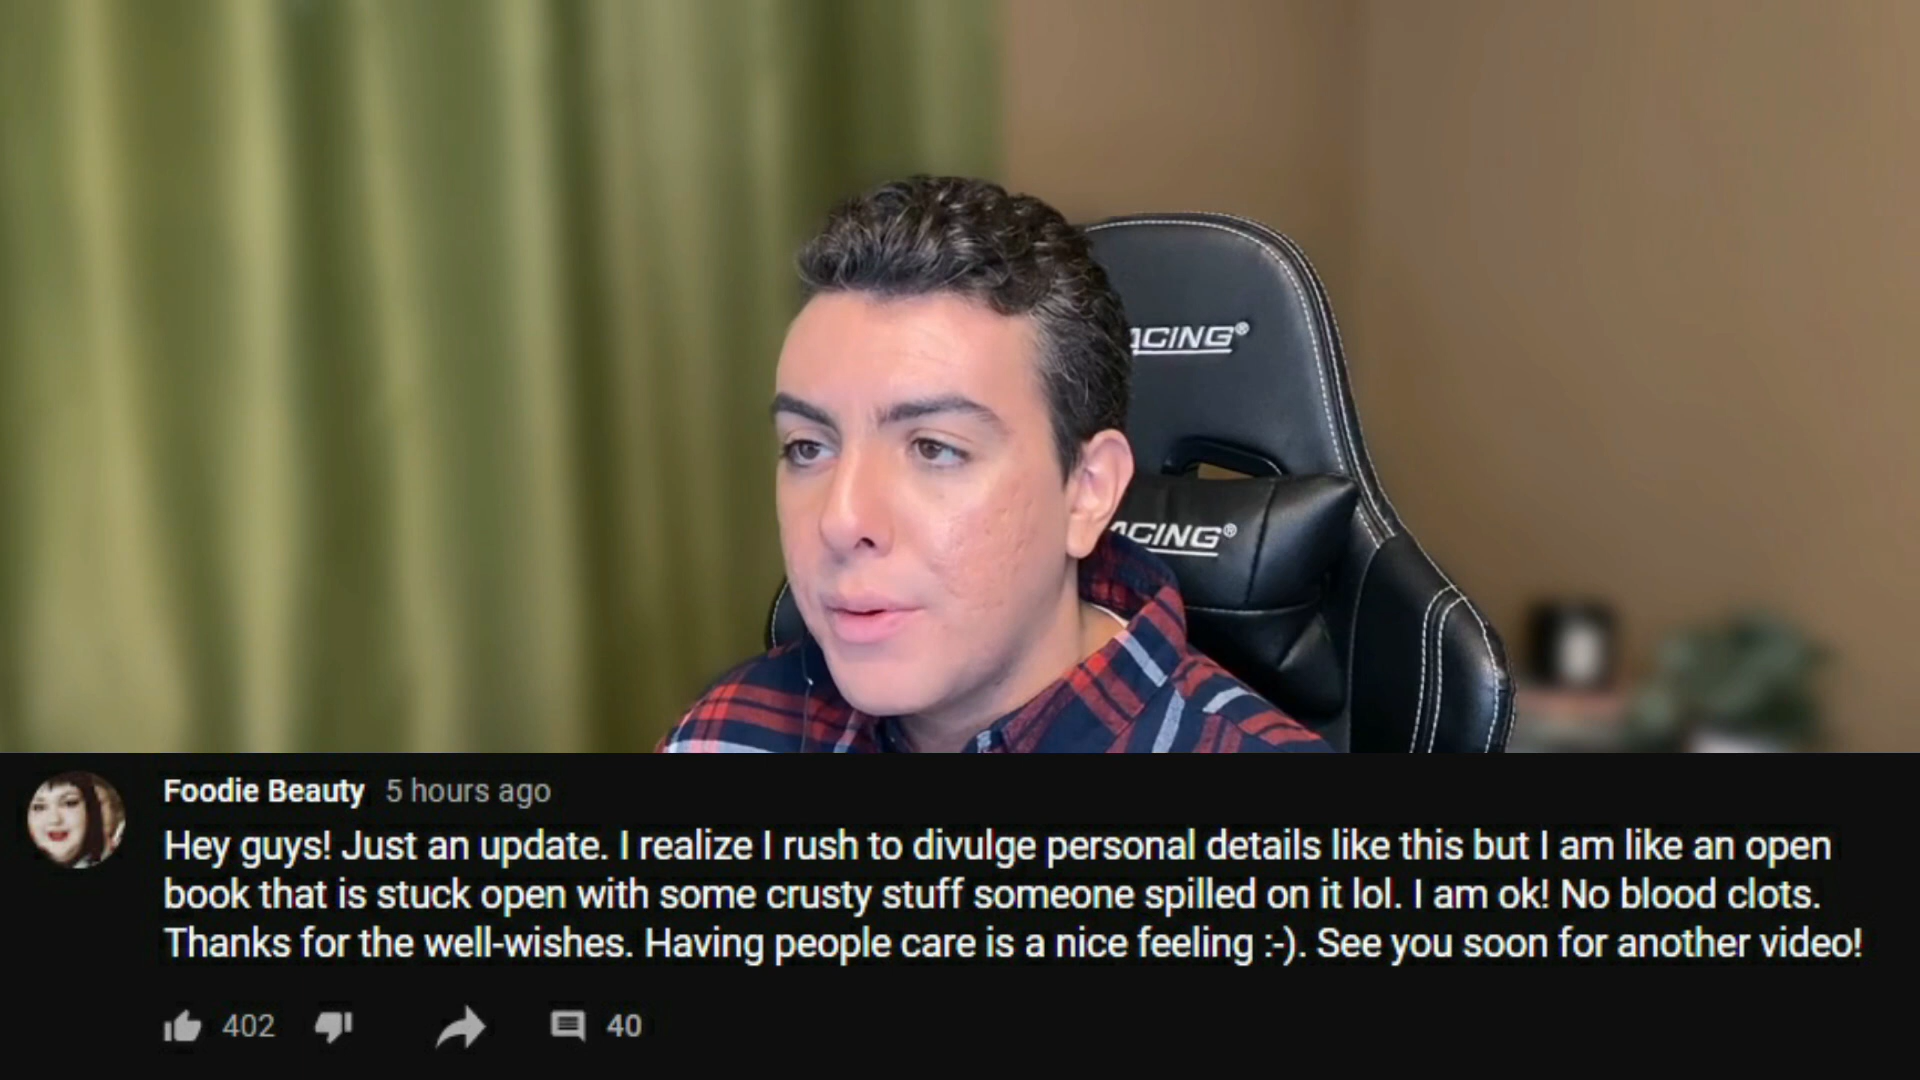 ACING®
ACING®
Foodie Beauty 5 hours ago
Hey guys! Just an update. I realize I rush to divulge personal details like this but I am like an open
book that is stuck open with some crusty stuff someone spilled on it lol. I am ok! No blood clots.
Thanks for the well-wishes. Having people care is a nice feeling :-). See you soon for another video!
402 40